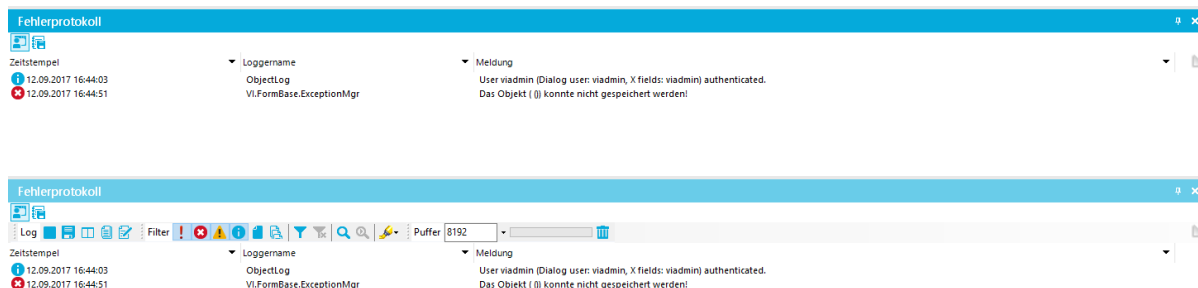 Fehlerprotokoll
Zeitstempel Loggername Meldung
12.09.2017 16:44:03 ObjectLog User viadmin (Dialog user: viadmin, X fields: viadmin) authenticated.
12.09.2017 16:44:51 VI.FormBase.ExceptionMgr Das Objekt ( ()) konnte nicht gespeichert werden!
Fehlerprotokoll
Log Filter Puffer 8192
Zeitstempel Loggername Meldung
12.09.2017 16:44:03 ObjectLog User viadmin (Dialog user: viadmin, X fields: viadmin) authenticated.
12.09.2017 16:44:51 VI.FormBase.ExceptionMgr Das Objekt ( ()) konnte nicht gespeichert werden!